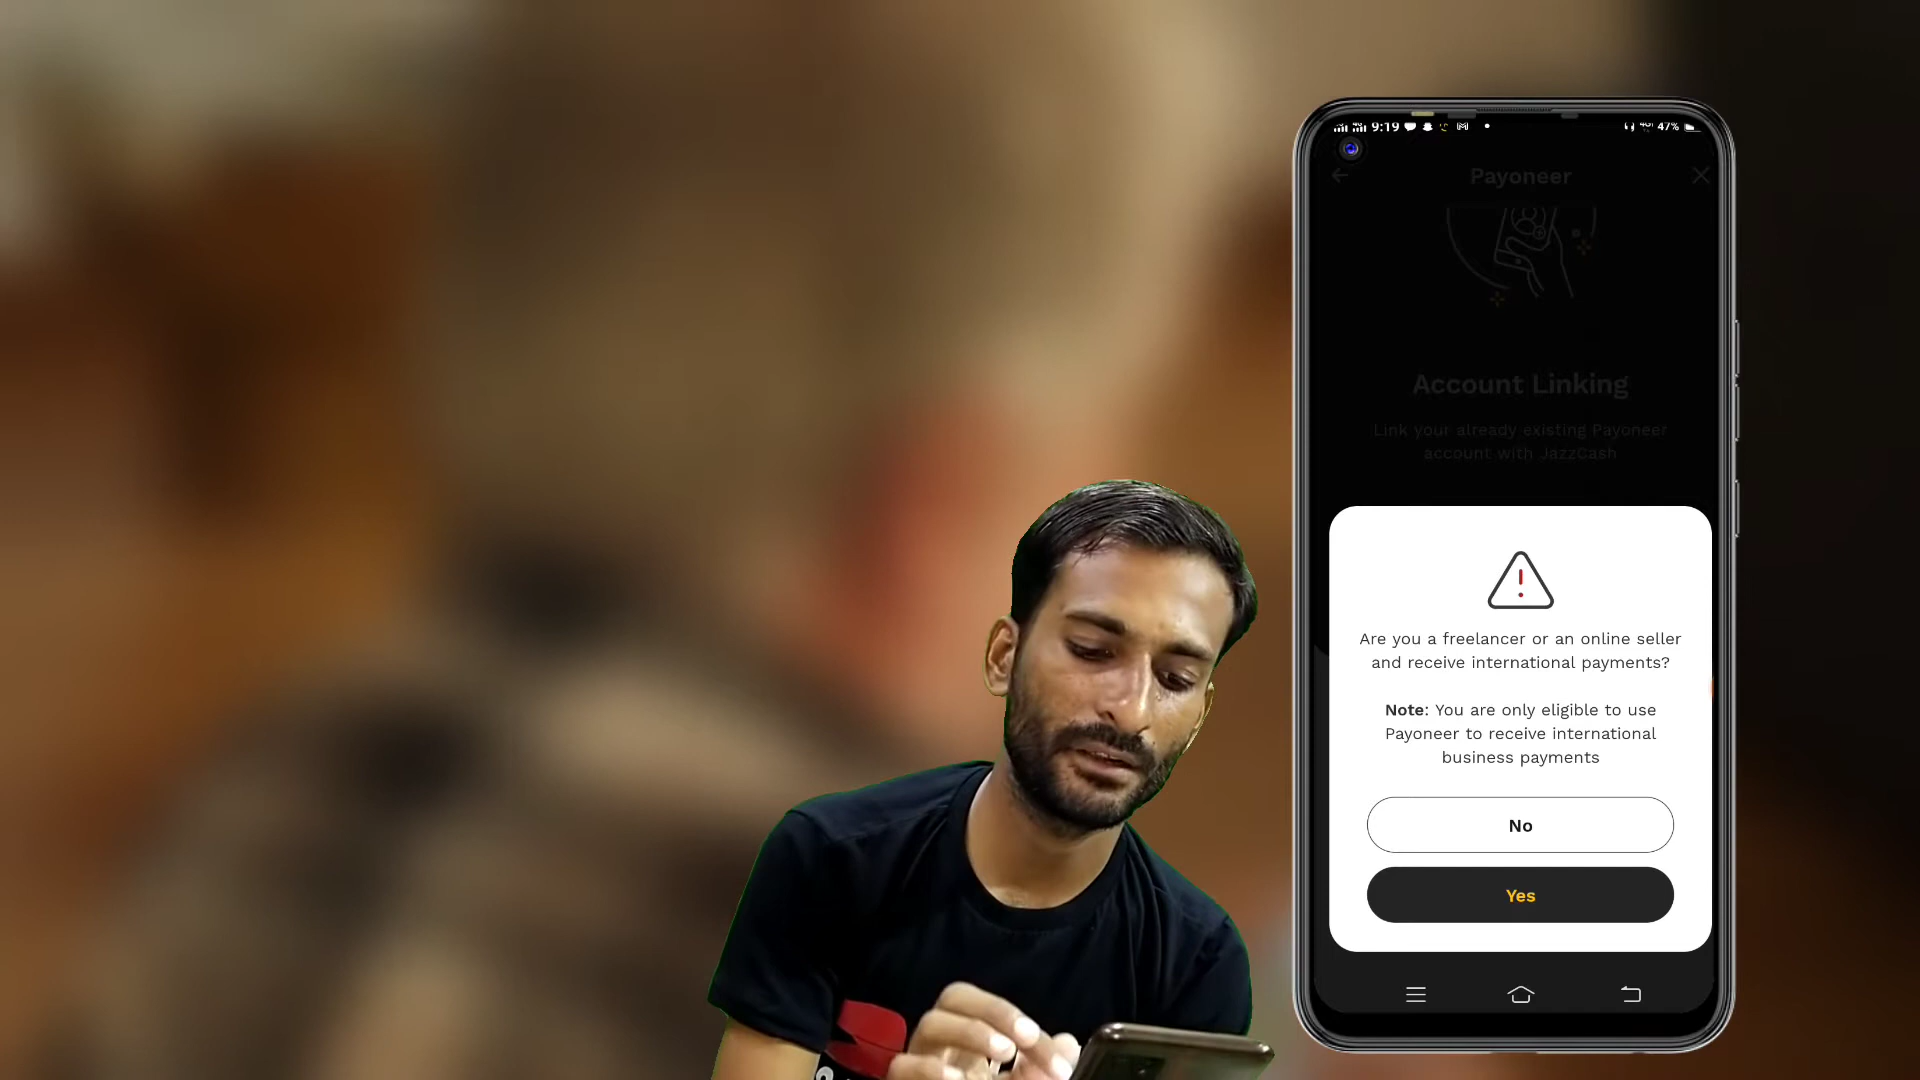 9:19 47%
Payoneer
Account Linking
Link your already existing Payoneer
account with JazzCash
Are you a freelancer or an online seller
and receive international payments?
Note: You are only eligible to use
Payoneer to receive international
business payments
No
Yes